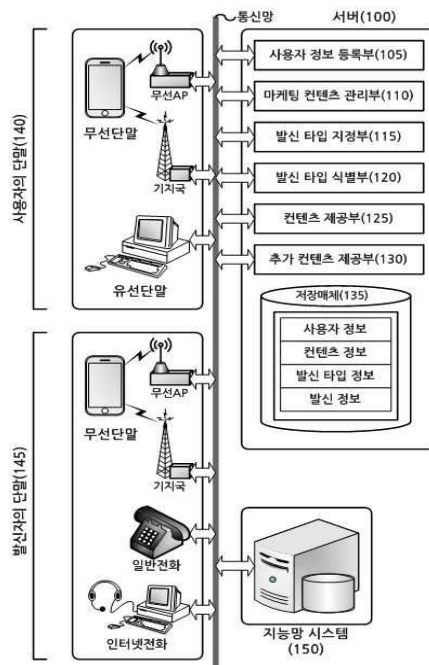 통신망
서버(100)
사용자의 단말(140)
무선AP
무선단말
기지국
유선단말
사용자 정보 등록부(105)
마케팅 컨텐츠 관리부(110)
발신 타입 지정부(115)
발신 타입 식별부(120)
컨텐츠 제공부(125)
추가 컨텐츠 제공부(130)
저장매체(135)
사용자 정보
컨텐츠 정보
발신 타입 정보
발신 정보
발신자의 단말(145)
무선AP
무선단말
기지국
일반전화
인터넷전화
지능망 시스템
(150)